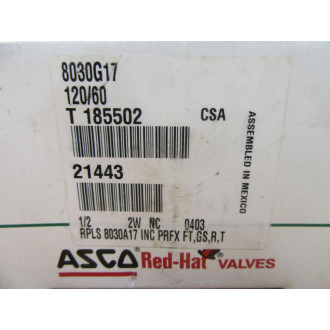 8030G17
120/60
T 185502 CSA
21443
1/2 2W NC 0403
RPLS 8030A17 INC PRFX FT,GS,R,T
ASSEMBLED IN MEXICO
ASCO Red-Hat VALVES